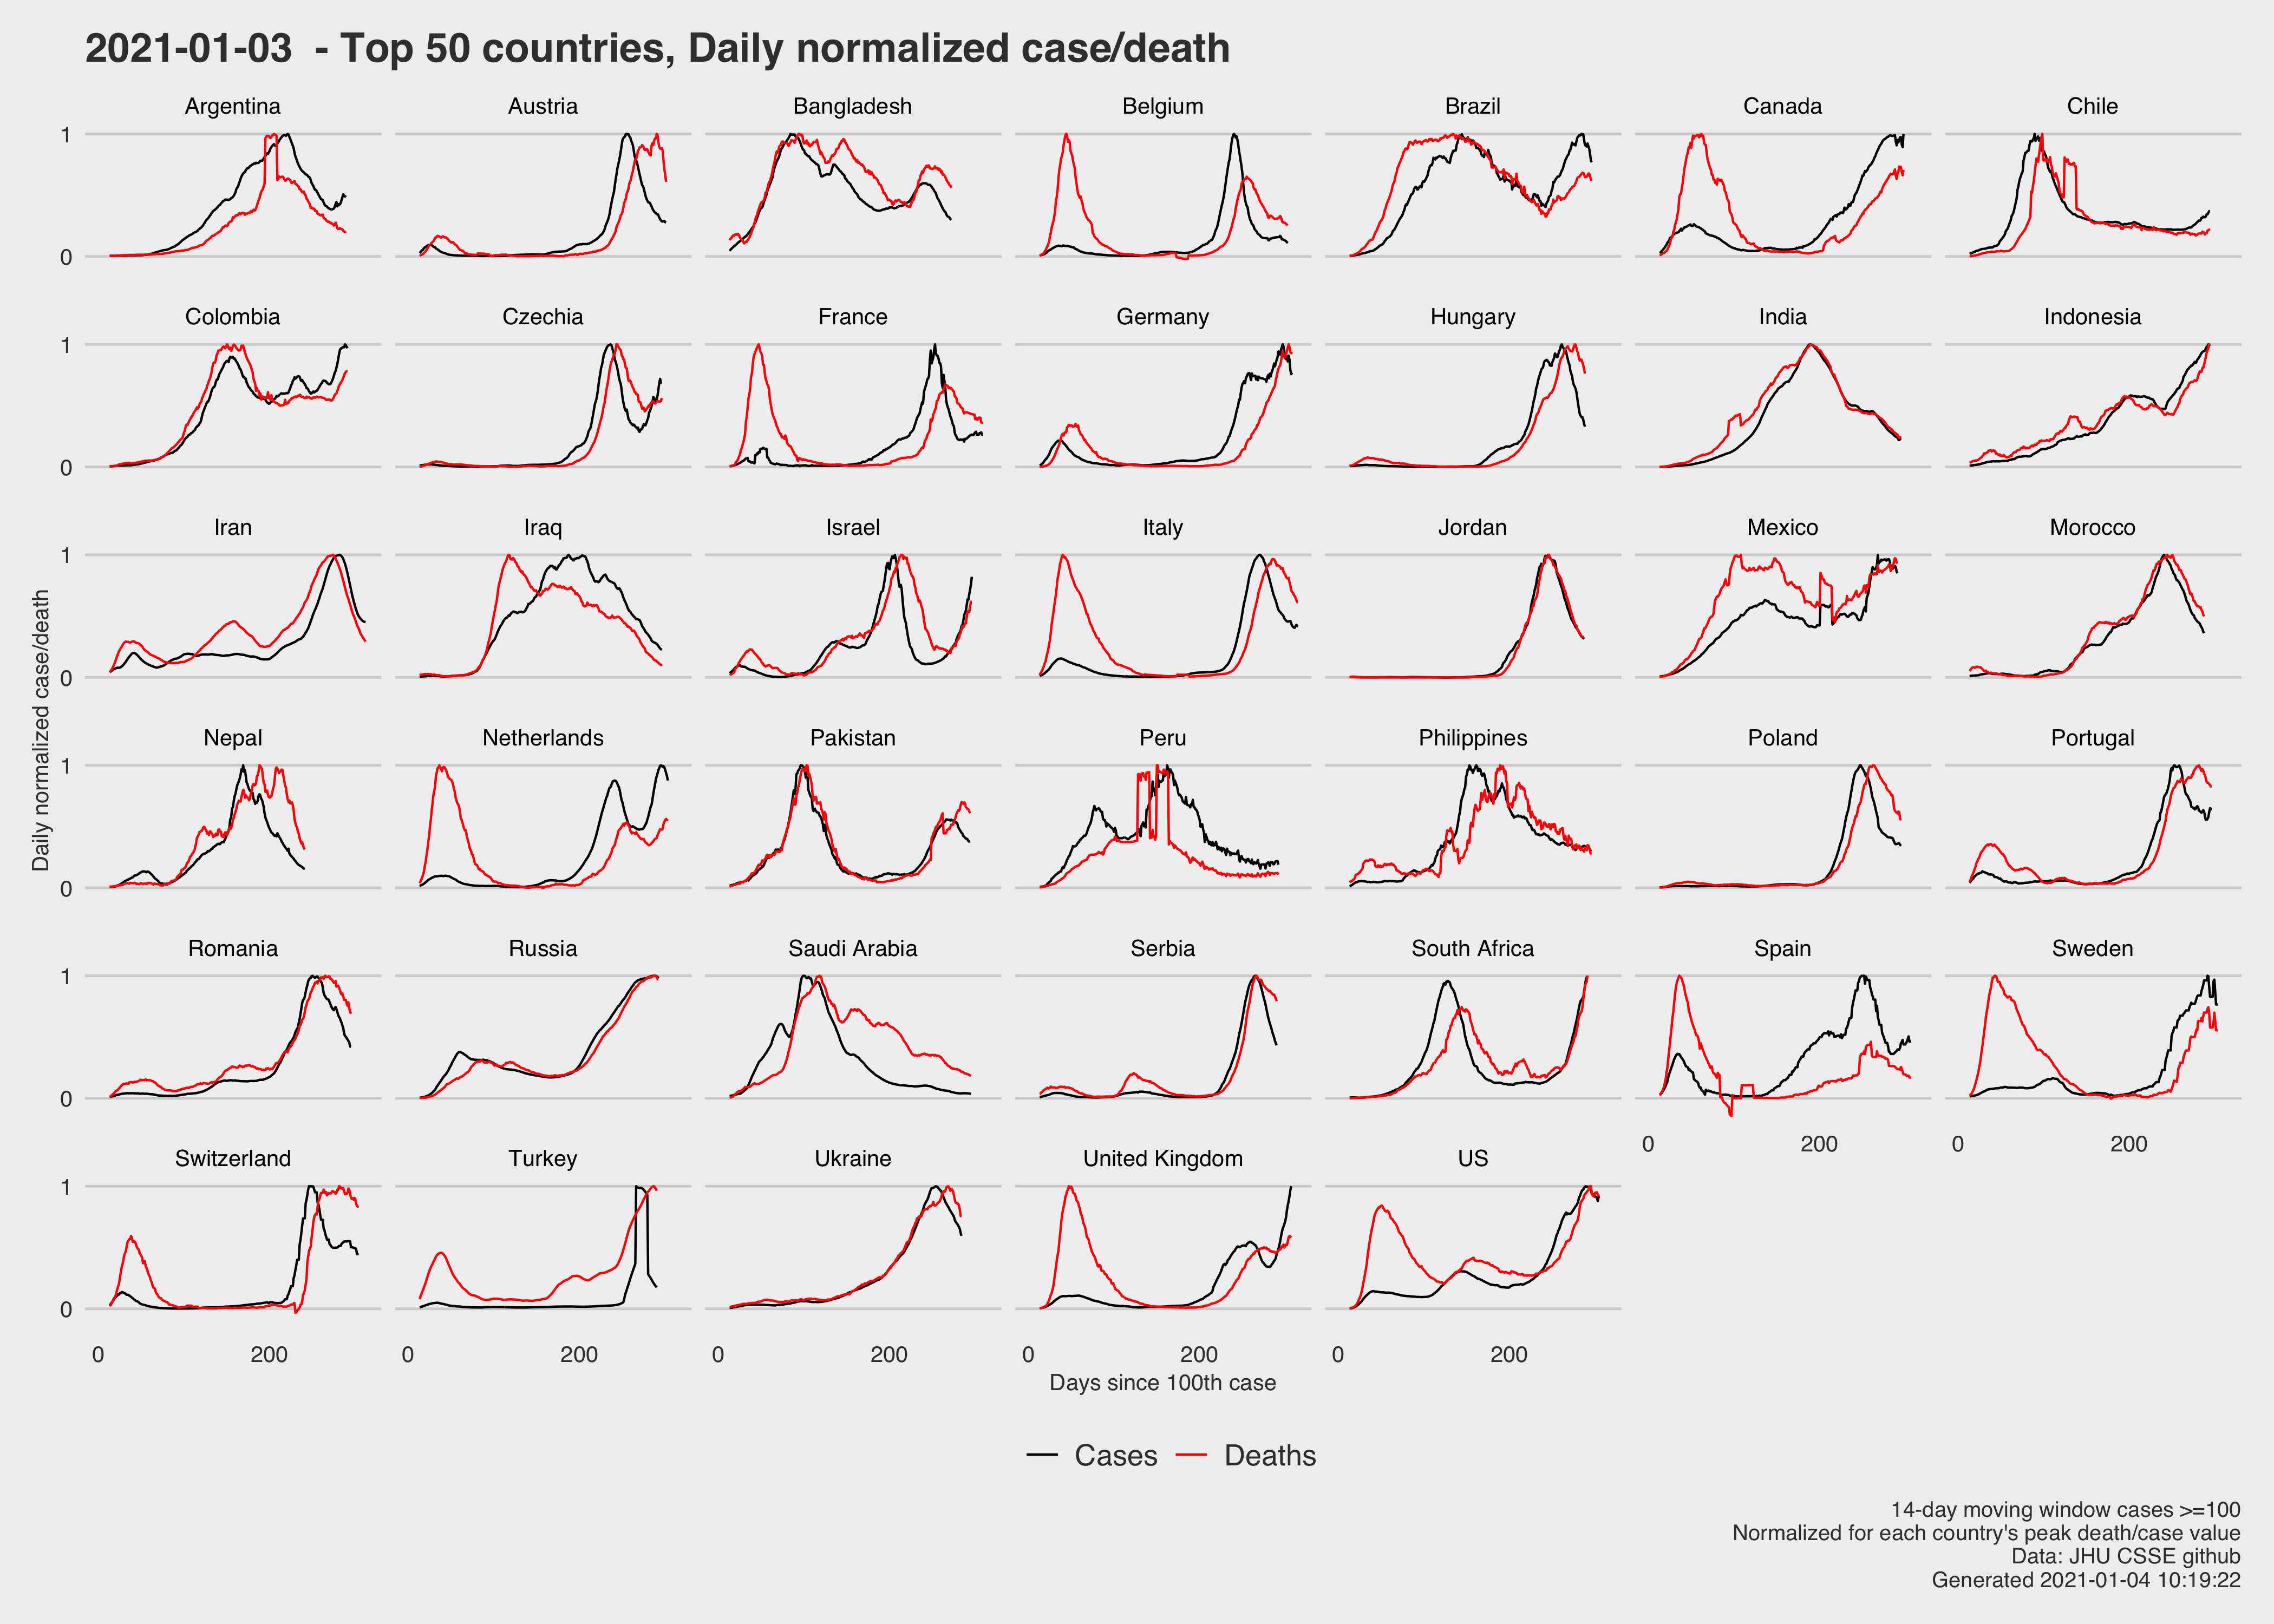 2021-01-03  - Top 50 countries, Daily normalized case/death
Argentina Austria Bangladesh Belgium Brazil Canada Chile
1
0
Colombia Czechia France Germany Hungary India Indonesia
1
0
Iran Iraq Israel Italy Jordan Mexico Morocco
1
0
Daily normalized case/death
Nepal Netherlands Pakistan Peru Philippines Poland Portugal
1
0
Romania Russia Saudi Arabia Serbia South Africa Spain Sweden
1
0
0 200 0 200
Switzerland Turkey Ukraine United Kingdom US
1
0
0 200 0 200 0 200 0 200 0 200
Days since 100th case
Cases Deaths
14-day moving window cases >=100
Normalized for each country's peak death/case value
Data: JHU CSSE github
Generated 2021-01-04 10:19:22